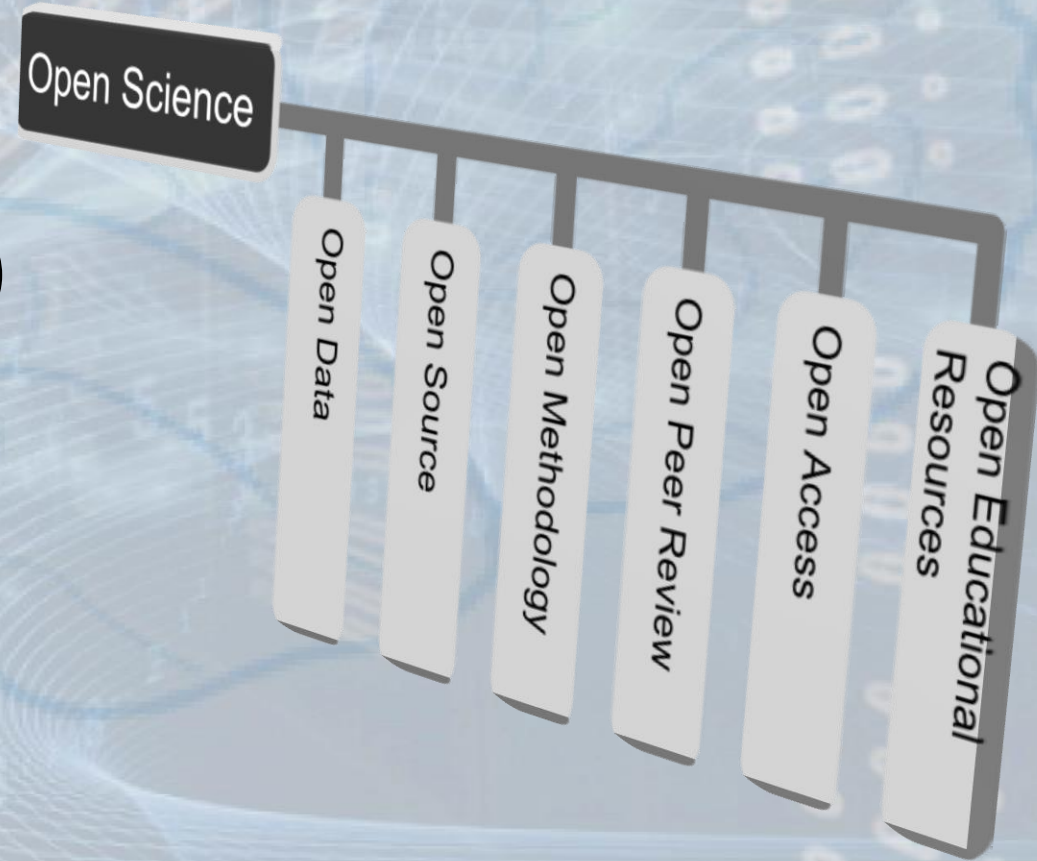 Open Science
Open Data
Open Source
Open Methodology
Open Peer Review
Open Access
Open Educational
Resources